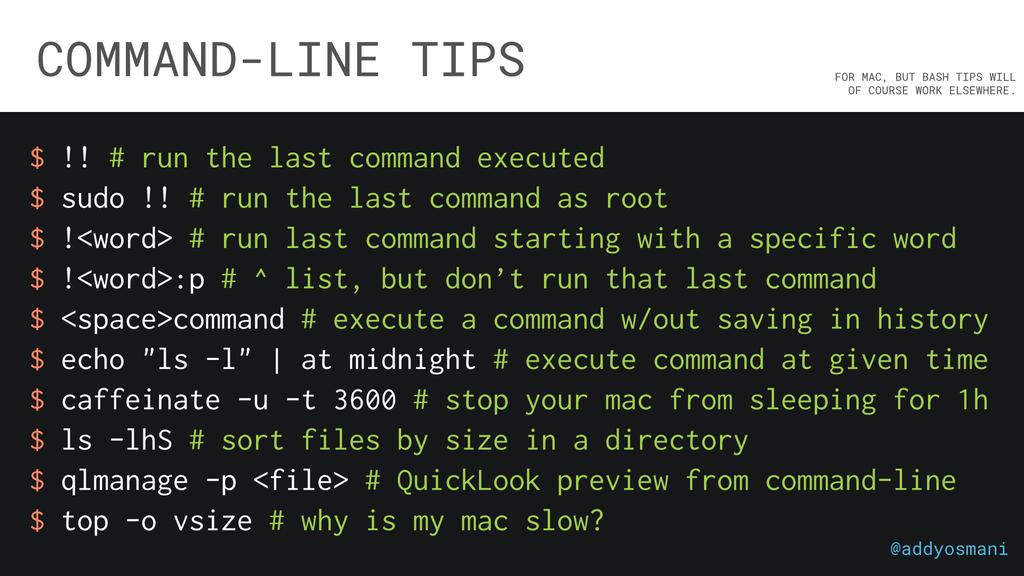 COMMAND-LINE TIPS
FOR MAC, BUT BASH TIPS WILL
OF COURSE WORK ELSEWHERE.
$ !! # run the last command executed
$ sudo !! # run the last command as root
$ !<word> # run last command starting with a specific word
$ !<word>:p # ^ list, but don’t run that last command
$ <space>command # execute a command w/out saving in history
$ echo "ls -l" | at midnight # execute command at given time
$ caffeinate -u -t 3600 # stop your mac from sleeping for 1h
$ ls -lhS # sort files by size in a directory
$ qlmanage -p <file> # QuickLook preview from command-line
$ top -o vsize # why is my mac slow?
@addyosmani